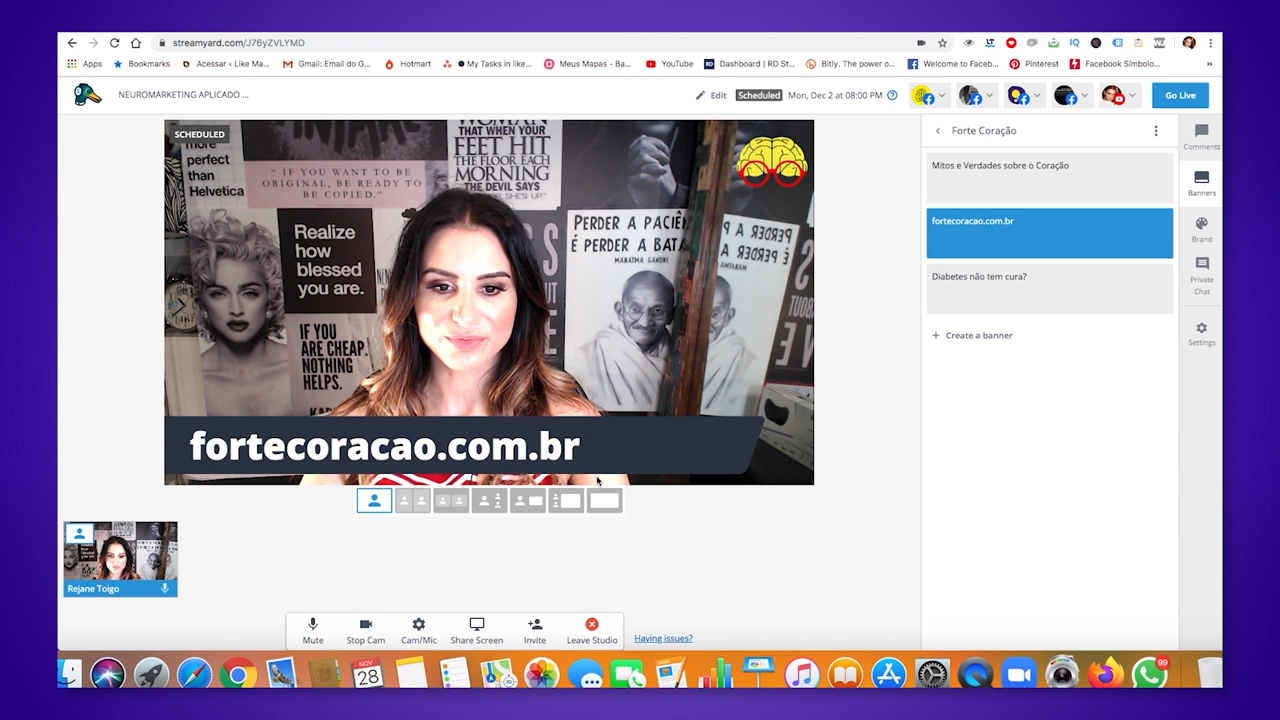 streamyard.com/J76yZVLYMD
Apps
Bookmarks
Acessar ‹ Like Ma...
Gmail: Email do G...
Hotmart
My Tasks in like...
Meus Mapas - Ba...
YouTube
Dashboard | RD St...
Bitly. The power o...
Welcome to Faceb...
Pinterest
Facebook Símbolo...
»
NEUROMARKETING APLICADO ...
Edit
Scheduled
Mon, Dec 2 at 08:00 PM
Go Live
SCHEDULED
more
perfect
than
Helvetica
" IF YOU WANT TO BE
ORIGINAL, BE READY TO
BE COPIED."
WOMAN
THAT WHEN YOUR
FEET HIT
THE FLOOR EACH
MORNING
THE DEVIL SAYS
Realize
how
blessed
you are.
IF YOU
ARE CHEAP,
NOTHING
HELPS.
PERDER A PACIÊN
É PERDER A BATA
MAHATMA GANDHI
fortecoracao.com.br
Rejane Toigo
Mute
Stop Cam
Cam/Mic
Share Screen
Invite
Leave Studio
Having issues?
Forte Coração
Mitos e Verdades sobre o Coração
fortecoracao.com.br
Diabetes não tem cura?
+ Create a banner
Comments
Banners
Brand
Private
Chat
Settings
NOV
28
99